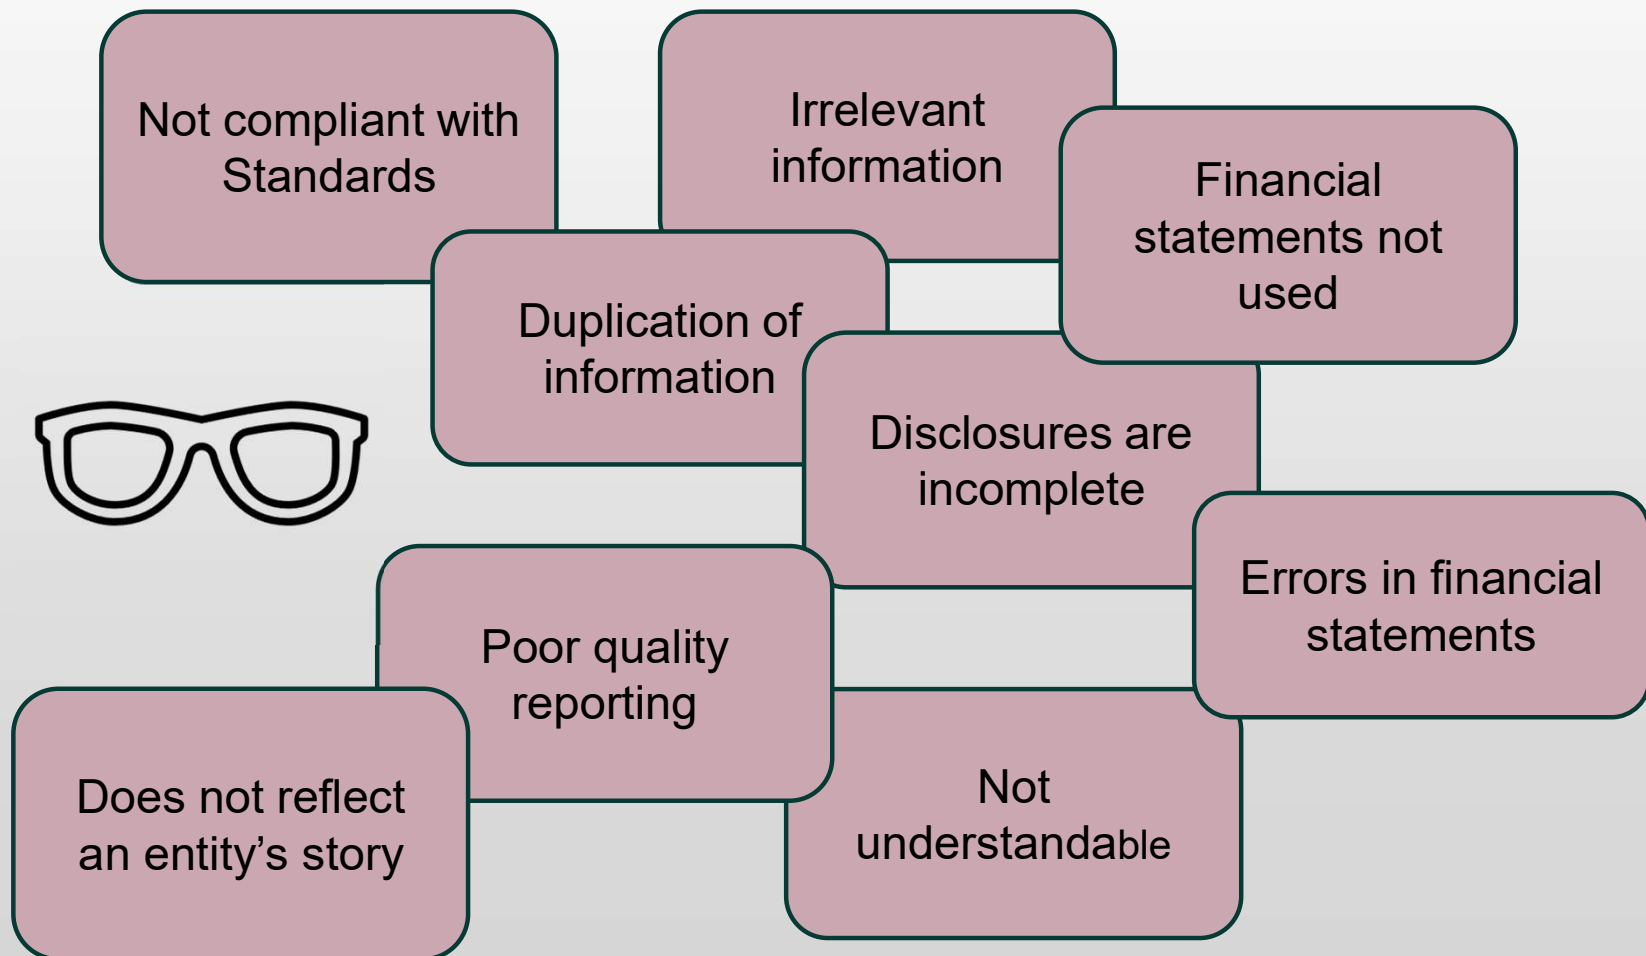 Not compliant with
Standards
Irrelevant
information
Financial
statements not
used
Duplication of
information
Disclosures are
incomplete
Errors in financial
statements
Poor quality
reporting
Does not reflect
an entity’s story
Not
understandable